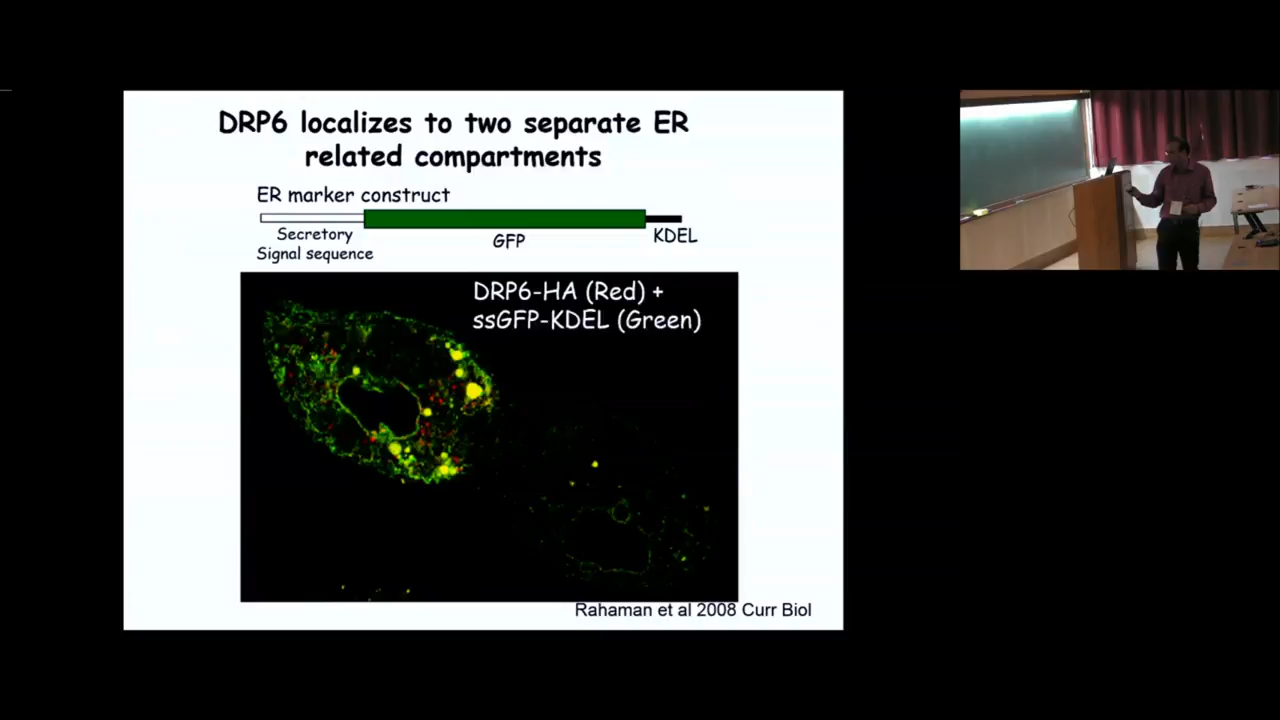 DRP6 localizes to two separate ER
related compartments
ER marker construct
Secretory
Signal sequence
GFP
KDEL
DRP6-HA (Red) +
ssGFP-KDEL (Green)
Rahaman et al 2008 Curr Biol